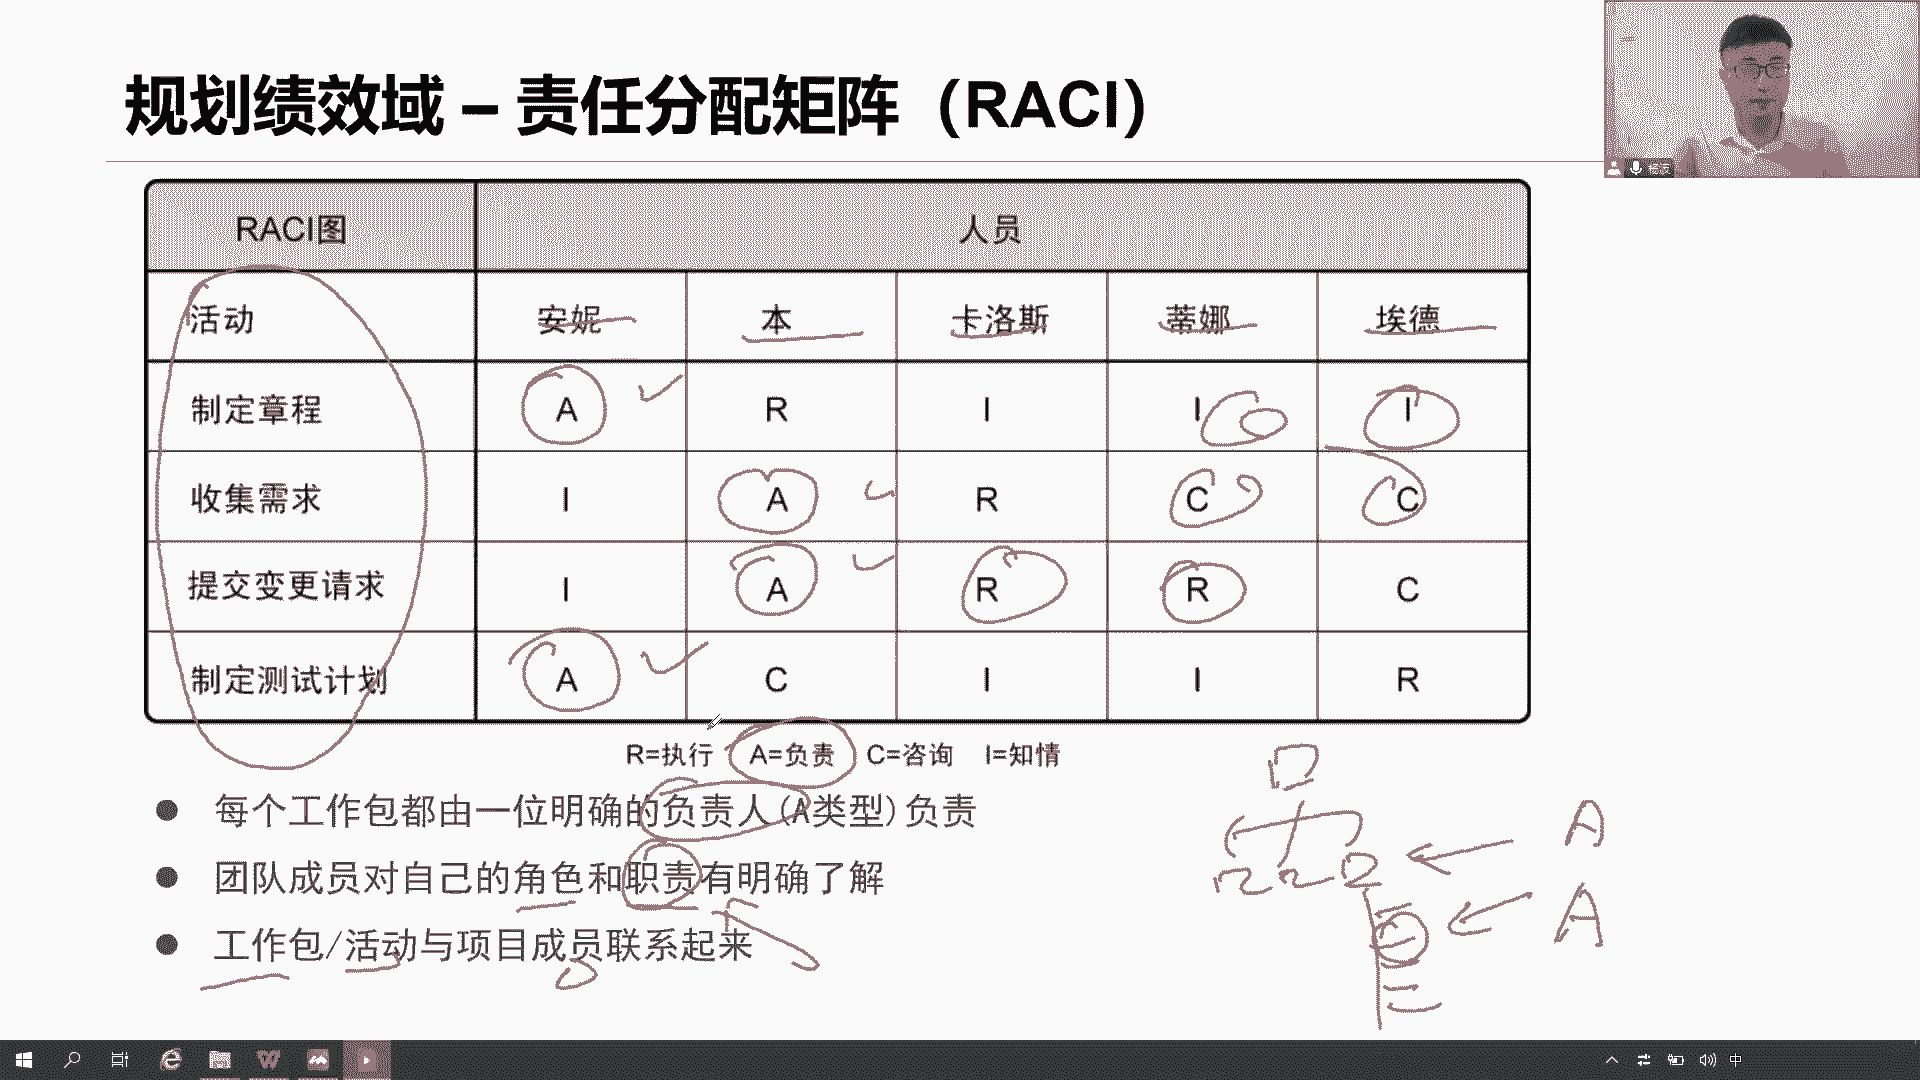 规划绩效域 – 责任分配矩阵（RACI）
杨波
RACI图 人员
活动 安妮 本 卡洛斯 蒂娜 埃德
制定章程 A R I I I
收集需求 I A R C C
提交变更请求 I A R R C
制定测试计划 A C I I R
R=执行 A=负责 C=咨询 I=知情
每个工作包都由一位明确的负责人(A类型)负责
团队成员对自己的角色和职责有明确了解
工作包/活动与项目成员联系起来
A
A
中